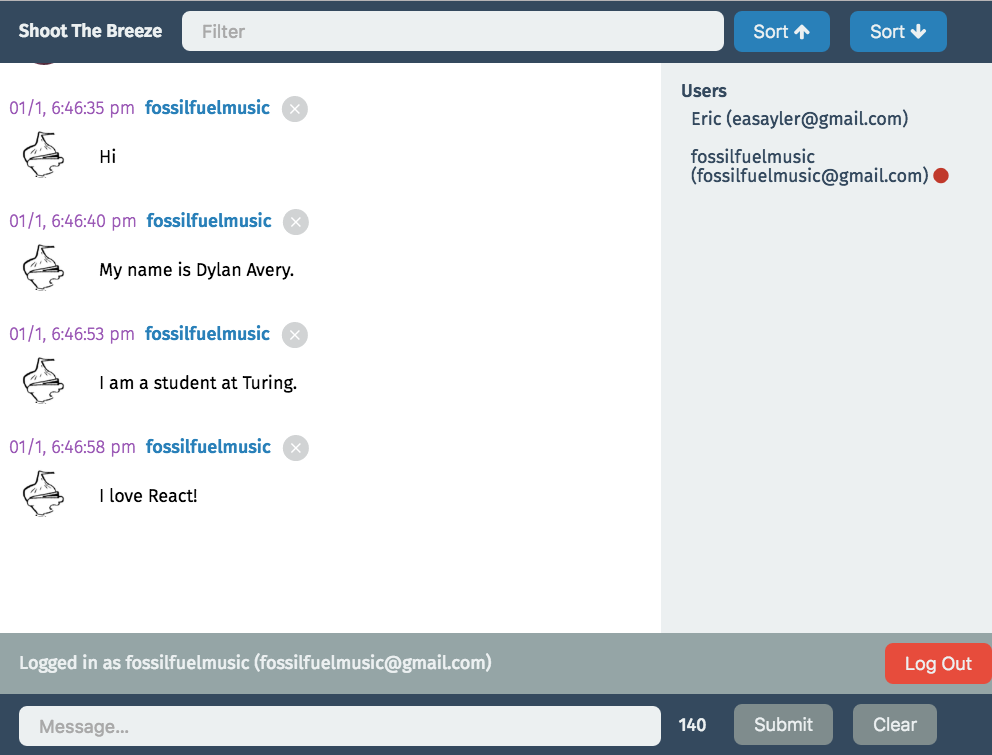 Shoot The Breeze
Filter
Sort
Sort
01/1, 6:46:35 pm fossilfuelmusic
Hi
01/1, 6:46:40 pm fossilfuelmusic
My name is Dylan Avery.
01/1, 6:46:53 pm fossilfuelmusic
I am a student at Turing.
01/1, 6:46:58 pm fossilfuelmusic
I love React!
Users
Eric (easayler@gmail.com)
fossilfuelmusic
(fossilfuelmusic@gmail.com)
Logged in as fossilfuelmusic (fossilfuelmusic@gmail.com)
Log Out
Message...
140
Submit
Clear